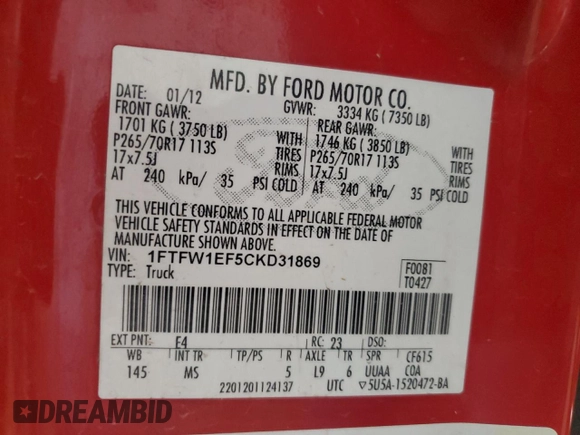 MFD. BY FORD MOTOR CO.
DATE: 01/12 GVWR: 3334 KG ( 7350 LB)
FRONT GAWR: REAR GAWR:
1701 KG ( 3750 LB) WITH 1746 KG ( 3850 LB) WITH
P265/70R17 113S TIRES P265/70R17 113S TIRES
17x7.5J RIMS 17x7.5J RIMS
AT 240 kPa/ 35 PSI COLD AT 240 kPa/ 35 PSI COLD
THIS VEHICLE CONFORMS TO ALL APPLICABLE FEDERAL MOTOR
VEHICLE SAFETY STANDARDS IN EFFECT ON THE DATE OF
MANUFACTURE SHOWN ABOVE.
VIN: 1FTFW1EF5CKD31869
TYPE: Truck
F0081
T0427
EXT PNT: E4 RC: 23 DSO:
WB INT TR TP/PS R AXLE TR SPR CF615
145 MS 5 L9 6 UUAA COA
2201201124137 UTC ▽5U5A-1520472-BA
DREAMBID